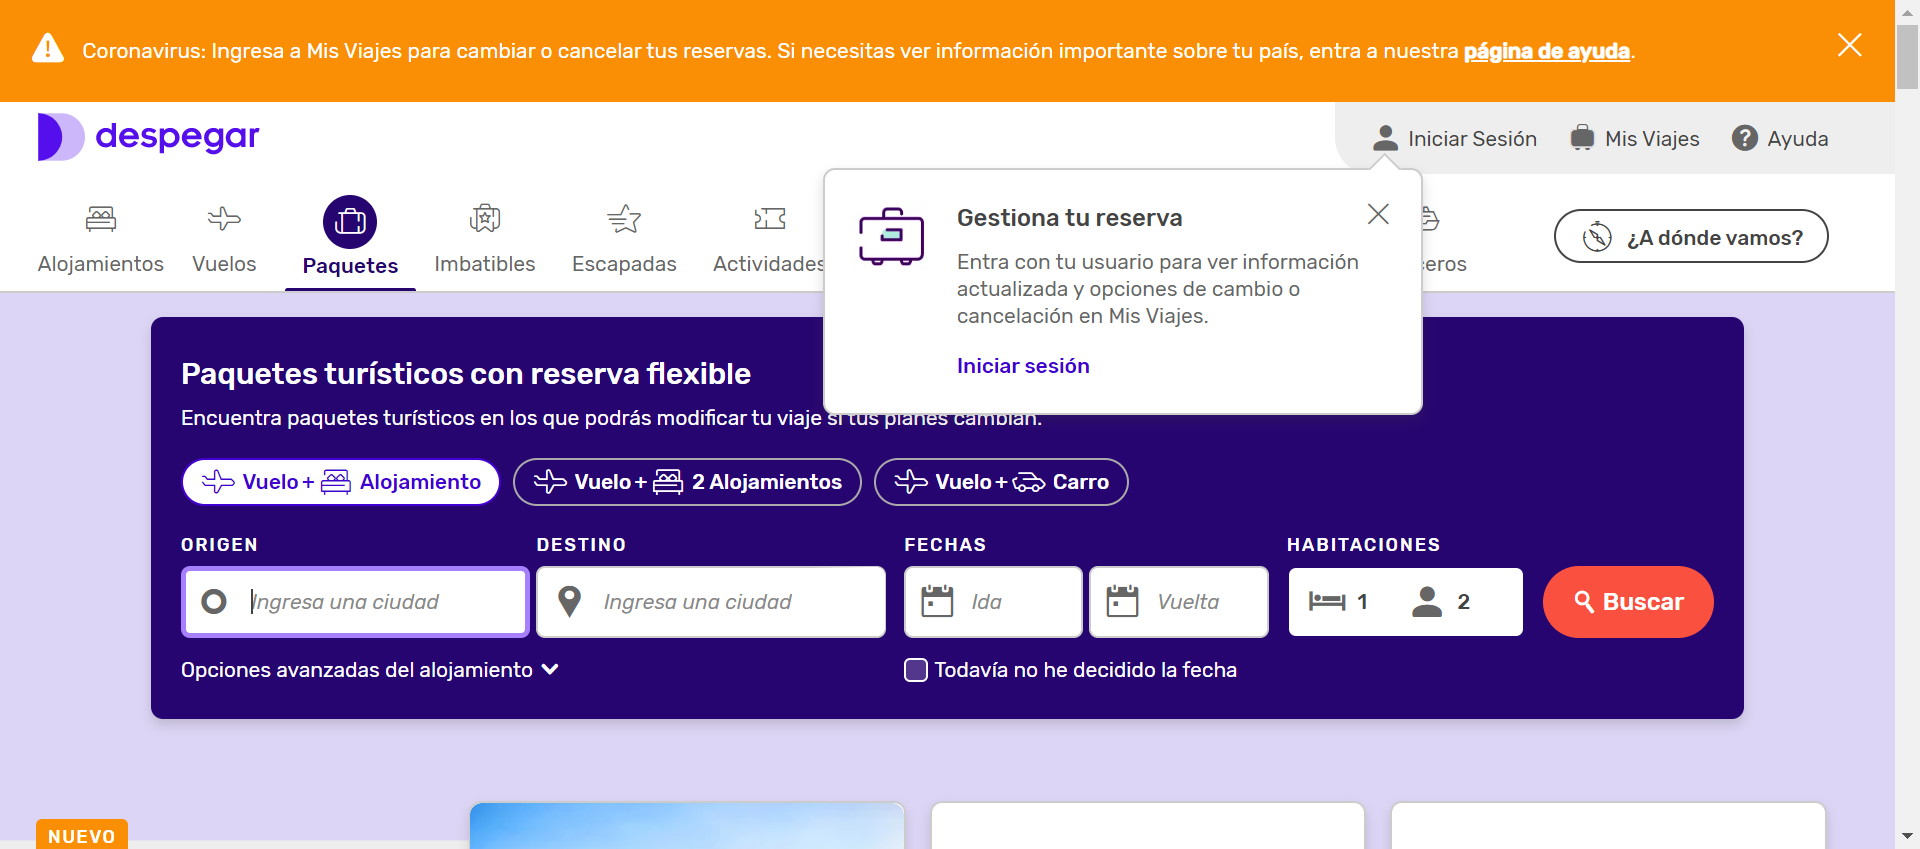 Coronavirus: Ingresa a Mis Viajes para cambiar o cancelar tus reservas. Si necesitas ver información importante sobre tu país, entra a nuestra página de ayuda.
despegar
Iniciar Sesión
Mis Viajes
Ayuda
Alojamientos
Vuelos
Paquetes
Imbatibles
Escapadas
Actividades
ceros
¿A dónde vamos?
Gestiona tu reserva
Entra con tu usuario para ver información
actualizada y opciones de cambio o
cancelación en Mis Viajes.
Iniciar sesión
Paquetes turísticos con reserva flexible
Encuentra paquetes turísticos en los que podrás modificar tu viaje si tus planes cambian.
Vuelo + Alojamiento
Vuelo + 2 Alojamientos
Vuelo + Carro
ORIGEN
DESTINO
FECHAS
HABITACIONES
Ingresa una ciudad
Ingresa una ciudad
Ida
Vuelta
1
2
Buscar
Opciones avanzadas del alojamiento
Todavía no he decidido la fecha
NUEVO